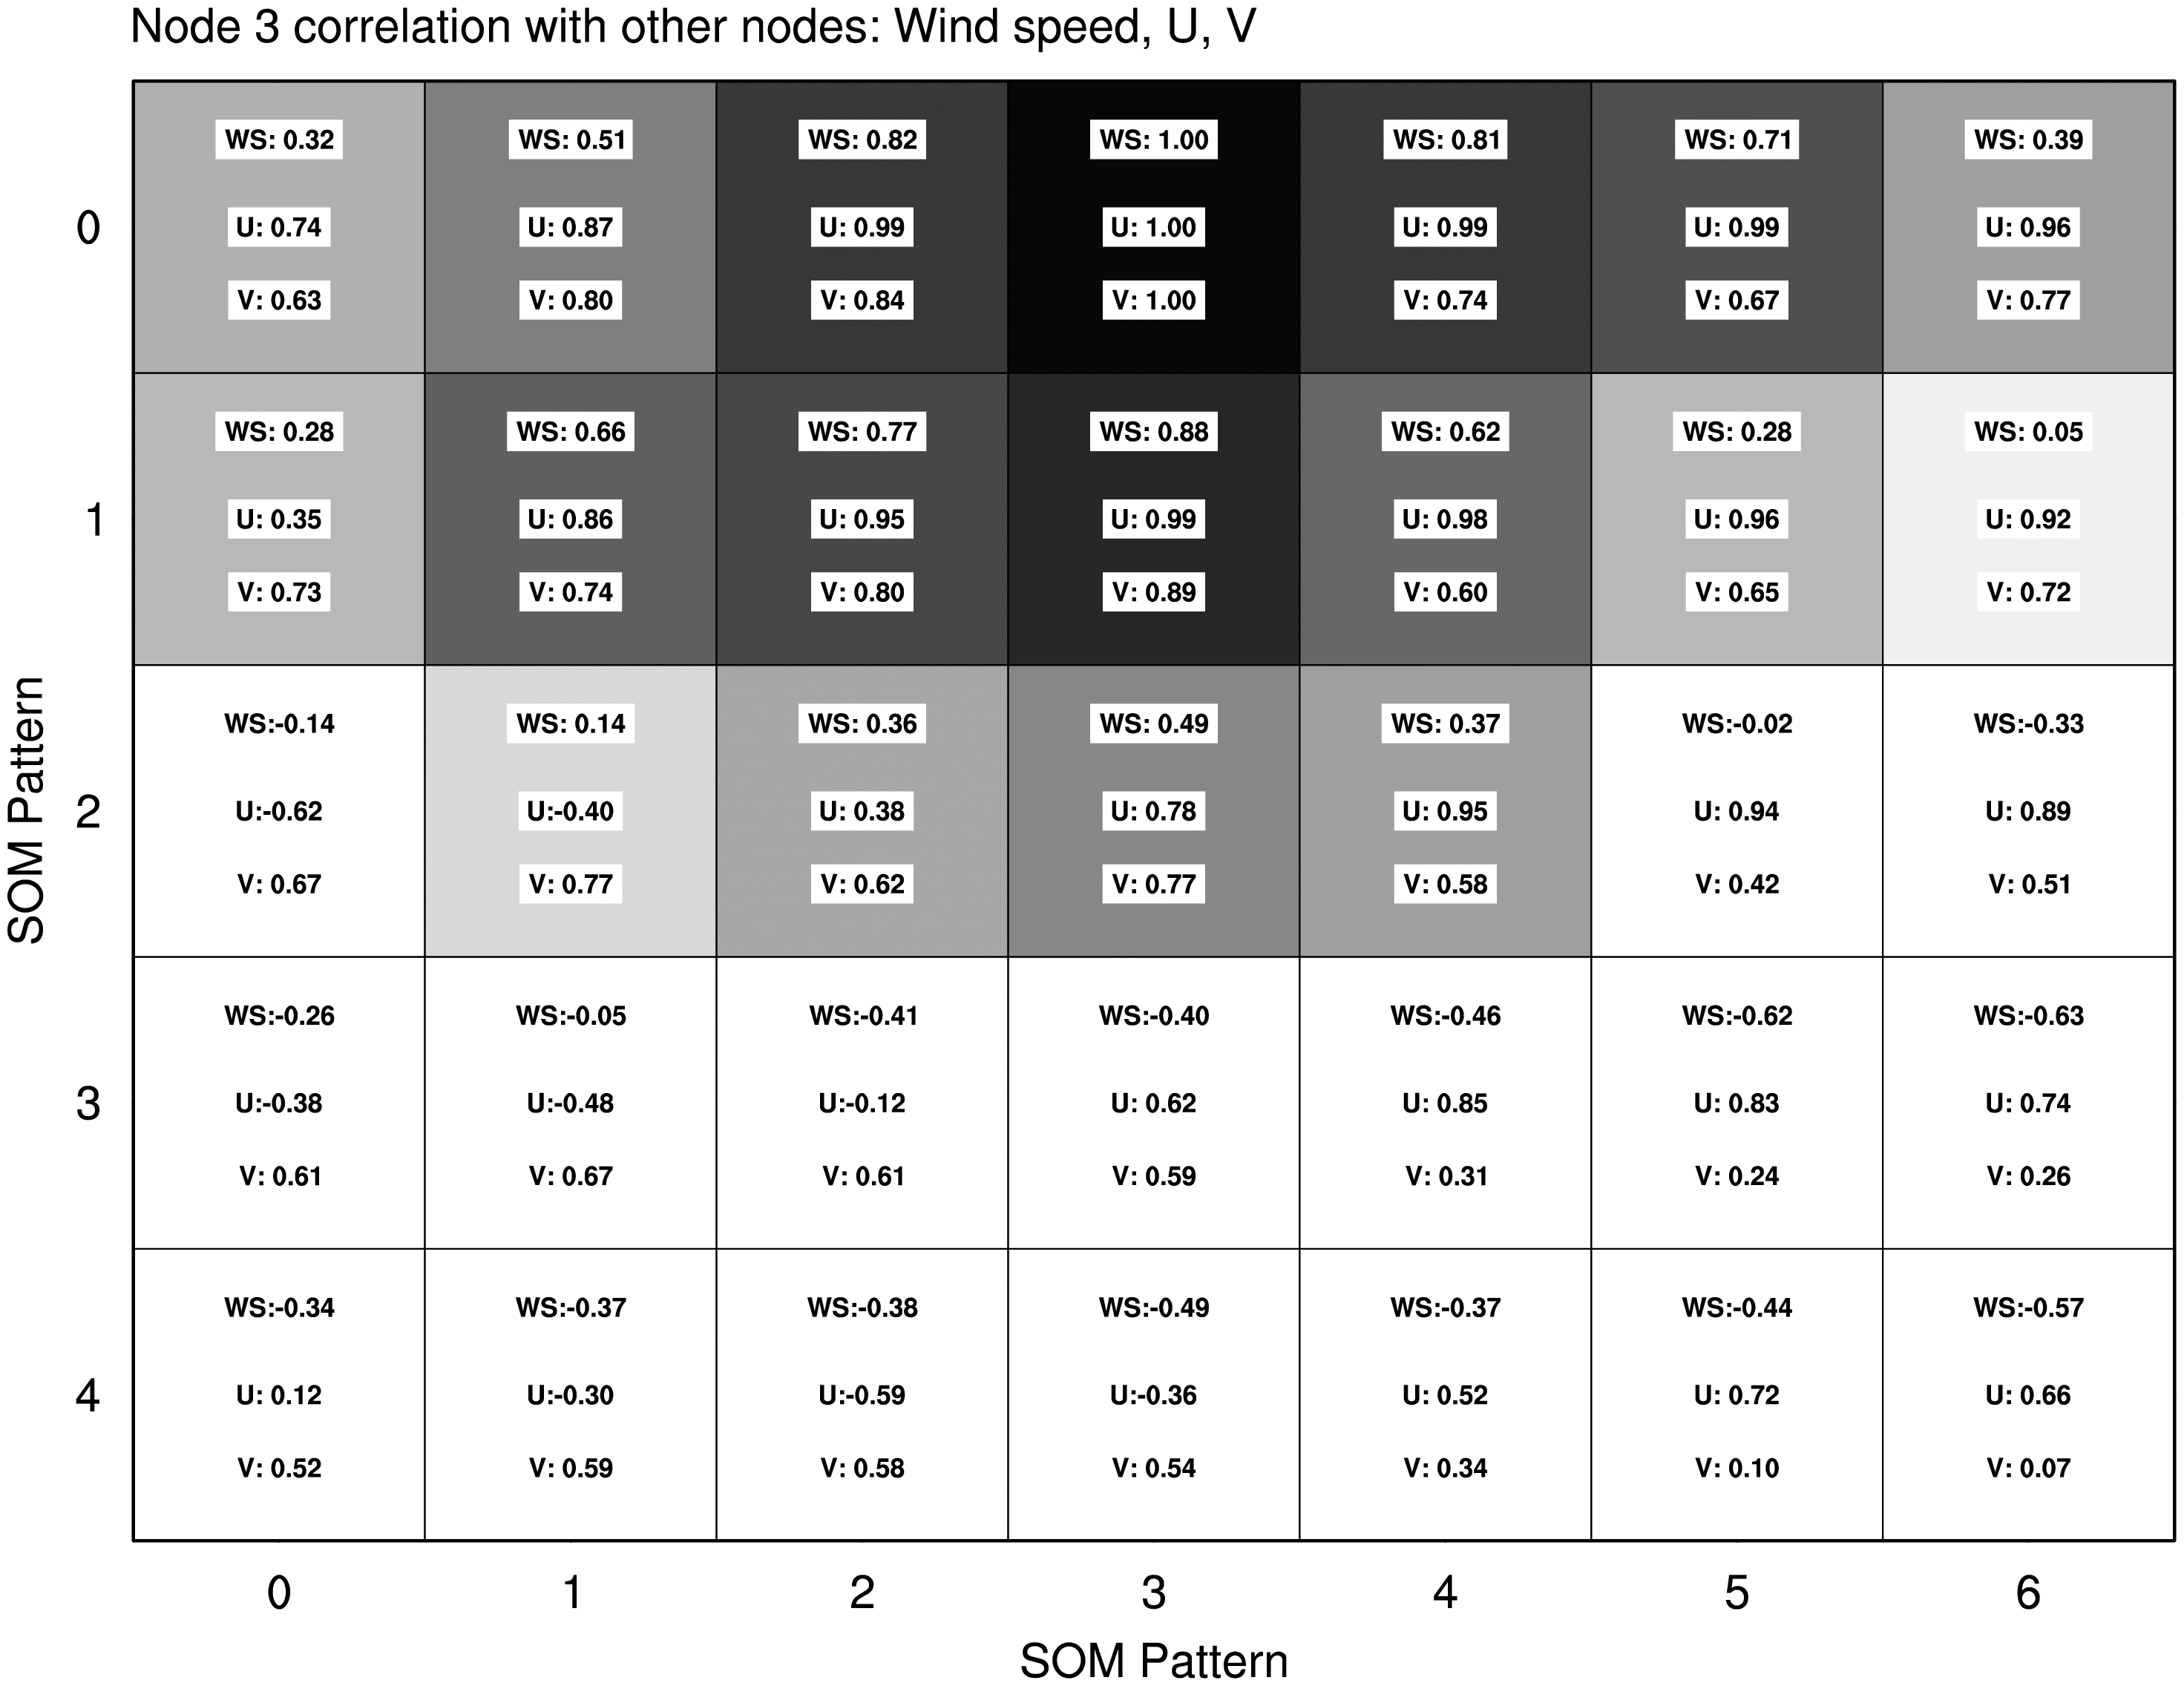 Node 3 correlation with other nodes: Wind speed, U, V
WS: 0.32 WS: 0.51 WS: 0.82 WS: 1.00 WS: 0.81 WS: 0.71 WS: 0.39
0 U: 0.74 U: 0.87 U: 0.99 U: 1.00 U: 0.99 U: 0.99 U: 0.96
V: 0.63 V: 0.80 V: 0.84 V: 1.00 V: 0.74 V: 0.67 V: 0.77
WS: 0.28 WS: 0.66 WS: 0.77 WS: 0.88 WS: 0.62 WS: 0.28 WS: 0.05
1 U: 0.35 U: 0.86 U: 0.95 U: 0.99 U: 0.98 U: 0.96 U: 0.92
V: 0.73 V: 0.74 V: 0.80 V: 0.89 V: 0.60 V: 0.65 V: 0.72
SOM Pattern
WS:-0.14 WS: 0.14 WS: 0.36 WS: 0.49 WS: 0.37 WS:-0.02 WS:-0.33
2 U:-0.62 U:-0.40 U: 0.38 U: 0.78 U: 0.95 U: 0.94 U: 0.89
V: 0.67 V: 0.77 V: 0.62 V: 0.77 V: 0.58 V: 0.42 V: 0.51
WS:-0.26 WS:-0.05 WS:-0.41 WS:-0.40 WS:-0.46 WS:-0.62 WS:-0.63
3 U:-0.38 U:-0.48 U:-0.12 U: 0.62 U: 0.85 U: 0.83 U: 0.74
V: 0.61 V: 0.67 V: 0.61 V: 0.59 V: 0.31 V: 0.24 V: 0.26
WS:-0.34 WS:-0.37 WS:-0.38 WS:-0.49 WS:-0.37 WS:-0.44 WS:-0.57
4 U: 0.12 U:-0.30 U:-0.59 U:-0.36 U: 0.52 U: 0.72 U: 0.66
V: 0.52 V: 0.59 V: 0.58 V: 0.54 V: 0.34 V: 0.10 V: 0.07
0 1 2 3 4 5 6
SOM Pattern